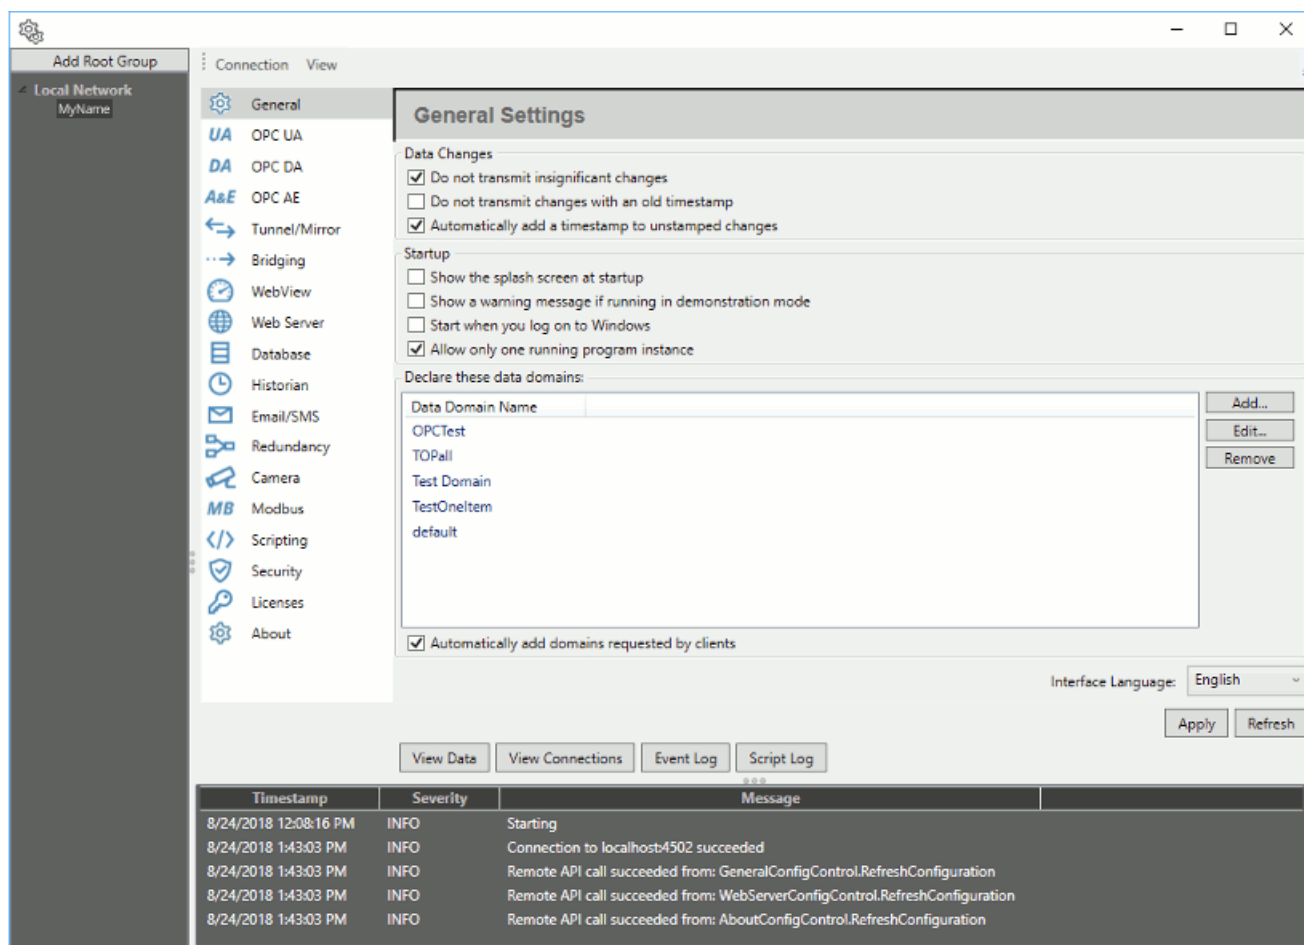 Add Root Group
Local Network
MyName
Connection View
General
UA OPC UA
DA OPC DA
A&E OPC AE
Tunnel/Mirror
Bridging
WebView
Web Server
Database
Historian
Email/SMS
Redundancy
Camera
MB Modbus
</> Scripting
Security
Licenses
About
General Settings
Data Changes
Do not transmit insignificant changes
Do not transmit changes with an old timestamp
Automatically add a timestamp to unstamped changes
Startup
Show the splash screen at startup
Show a warning message if running in demonstration mode
Start when you log on to Windows
Allow only one running program instance
Declare these data domains:
Data Domain Name
OPCTest
TOPall
Test Domain
TestOneItem
default
Add...
Edit...
Remove
Automatically add domains requested by clients
Interface Language: English
Apply Refresh
View Data View Connections Event Log Script Log
Timestamp Severity Message
8/24/2018 12:08:16 PM INFO Starting
8/24/2018 1:43:03 PM INFO Connection to localhost:4502 succeeded
8/24/2018 1:43:03 PM INFO Remote API call succeeded from: GeneralConfigControl.RefreshConfiguration
8/24/2018 1:43:03 PM INFO Remote API call succeeded from: WebServerConfigControl.RefreshConfiguration
8/24/2018 1:43:03 PM INFO Remote API call succeeded from: AboutConfigControl.RefreshConfiguration